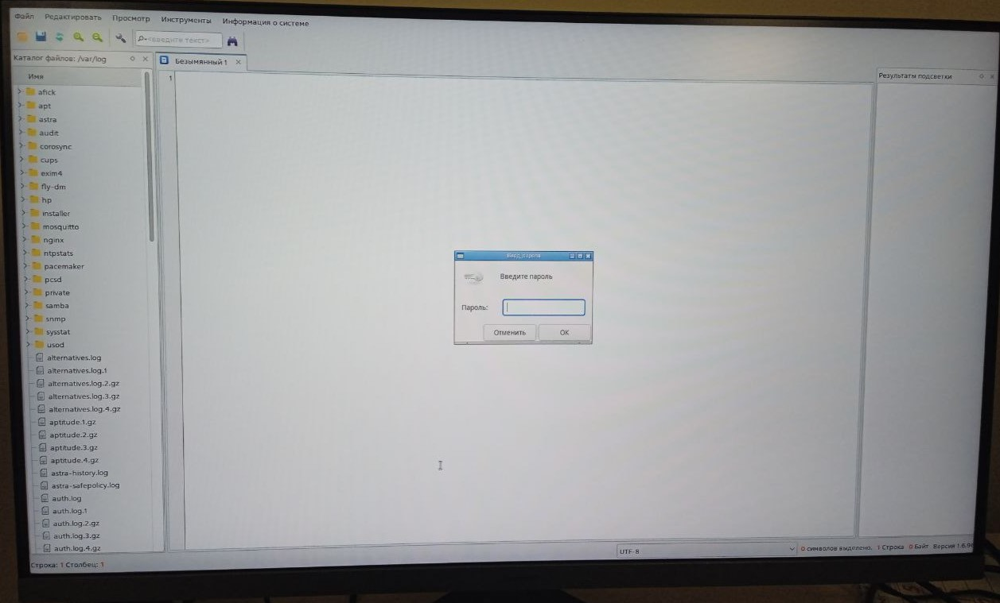 Файл Редактировать Просмотр Инструменты Информация о системе
<введите текст>
Каталог файлов: /var/log
Безымянный 1
Результаты подсветки
Имя
1
afick
apt
astra
audit
corosync
cups
exim4
fly-dm
hp
installer
mosquitto
nginx
ntpstats
pacemaker
pcsd
private
samba
snmp
sysstat
usod
alternatives.log
alternatives.log.1
alternatives.log.2.gz
alternatives.log.3.gz
alternatives.log.4.gz
aptitude.1.gz
aptitude.2.gz
aptitude.3.gz
aptitude.4.gz
astra-history.log
astra-safepolicy.log
auth.log
auth.log.1
auth.log.2.gz
auth.log.3.gz
auth.log.4.gz
Ввод_пароля
Введите пароль
Пароль:
Отменить OK
UTF-8
0 символов выделено. 1 Строка 0 Байт Версия 1.6.9
Строка: 1 Столбец: 1